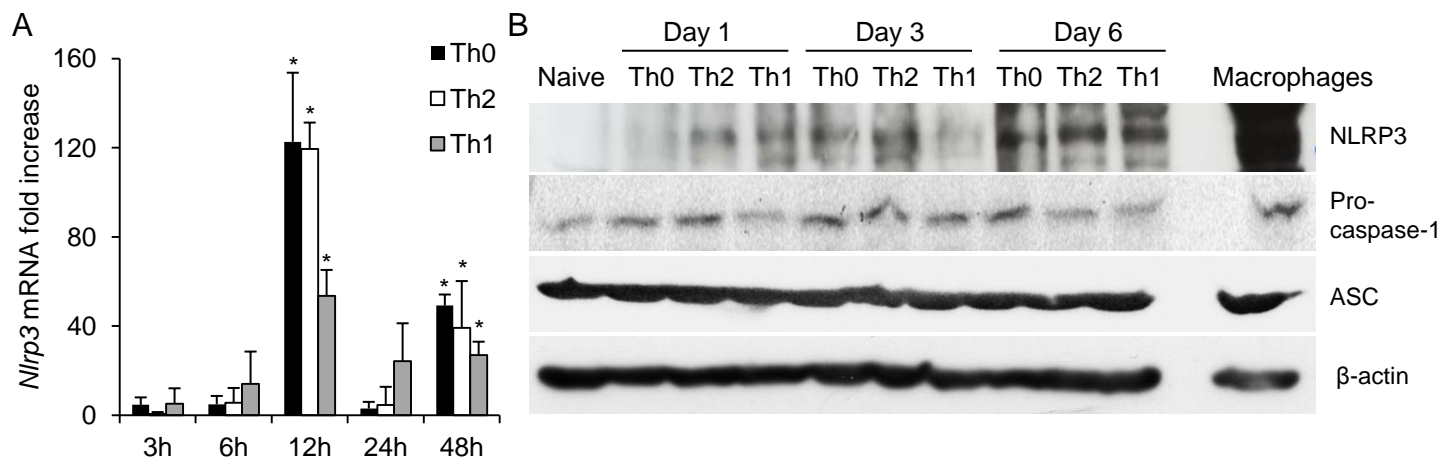 A
Nlrp3 mRNA fold increase
160
120
80
40
0
* * *
* * *
3h 6h 12h 24h 48h
Th0
Th2
Th1
B
Day 1 Day 3 Day 6
Naive Th0 Th2 Th1 Th0 Th2 Th1 Th0 Th2 Th1 Macrophages
NLRP3
Pro-
caspase-1
ASC
β-actin